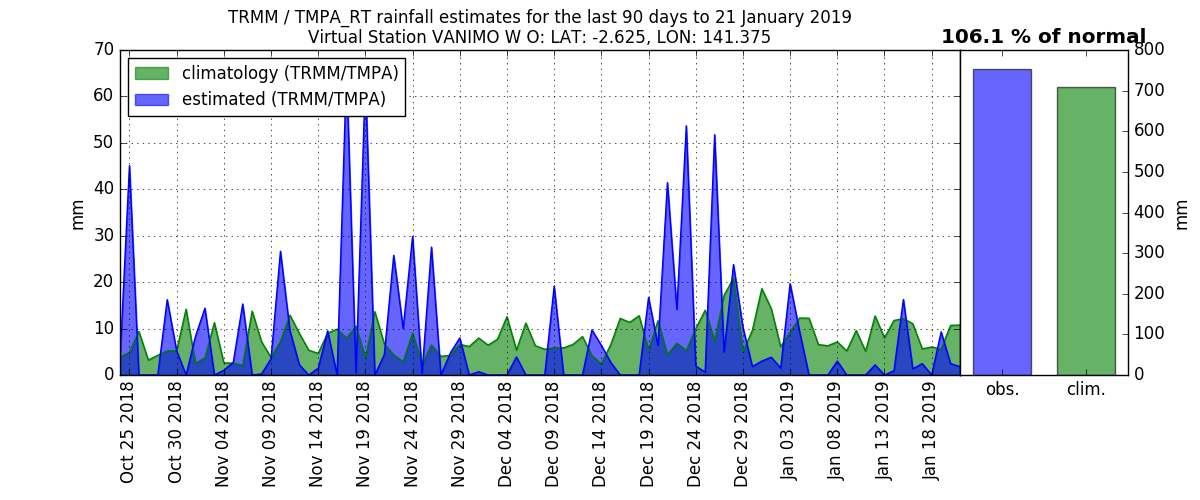 TRMM / TMPA_RT rainfall estimates for the last 90 days to 21 January 2019
Virtual Station VANIMO W O: LAT: -2.625, LON: 141.375
106.1 % of normal
climatology (TRMM/TMPA)
estimated (TRMM/TMPA)
70
60
50
40
30
20
10
0
mm
Oct 25 2018
Oct 30 2018
Nov 04 2018
Nov 09 2018
Nov 14 2018
Nov 19 2018
Nov 24 2018
Nov 29 2018
Dec 04 2018
Dec 09 2018
Dec 14 2018
Dec 19 2018
Dec 24 2018
Dec 29 2018
Jan 03 2019
Jan 08 2019
Jan 13 2019
Jan 18 2019
800
700
600
500
400
300
200
100
0
mm
obs.
clim.